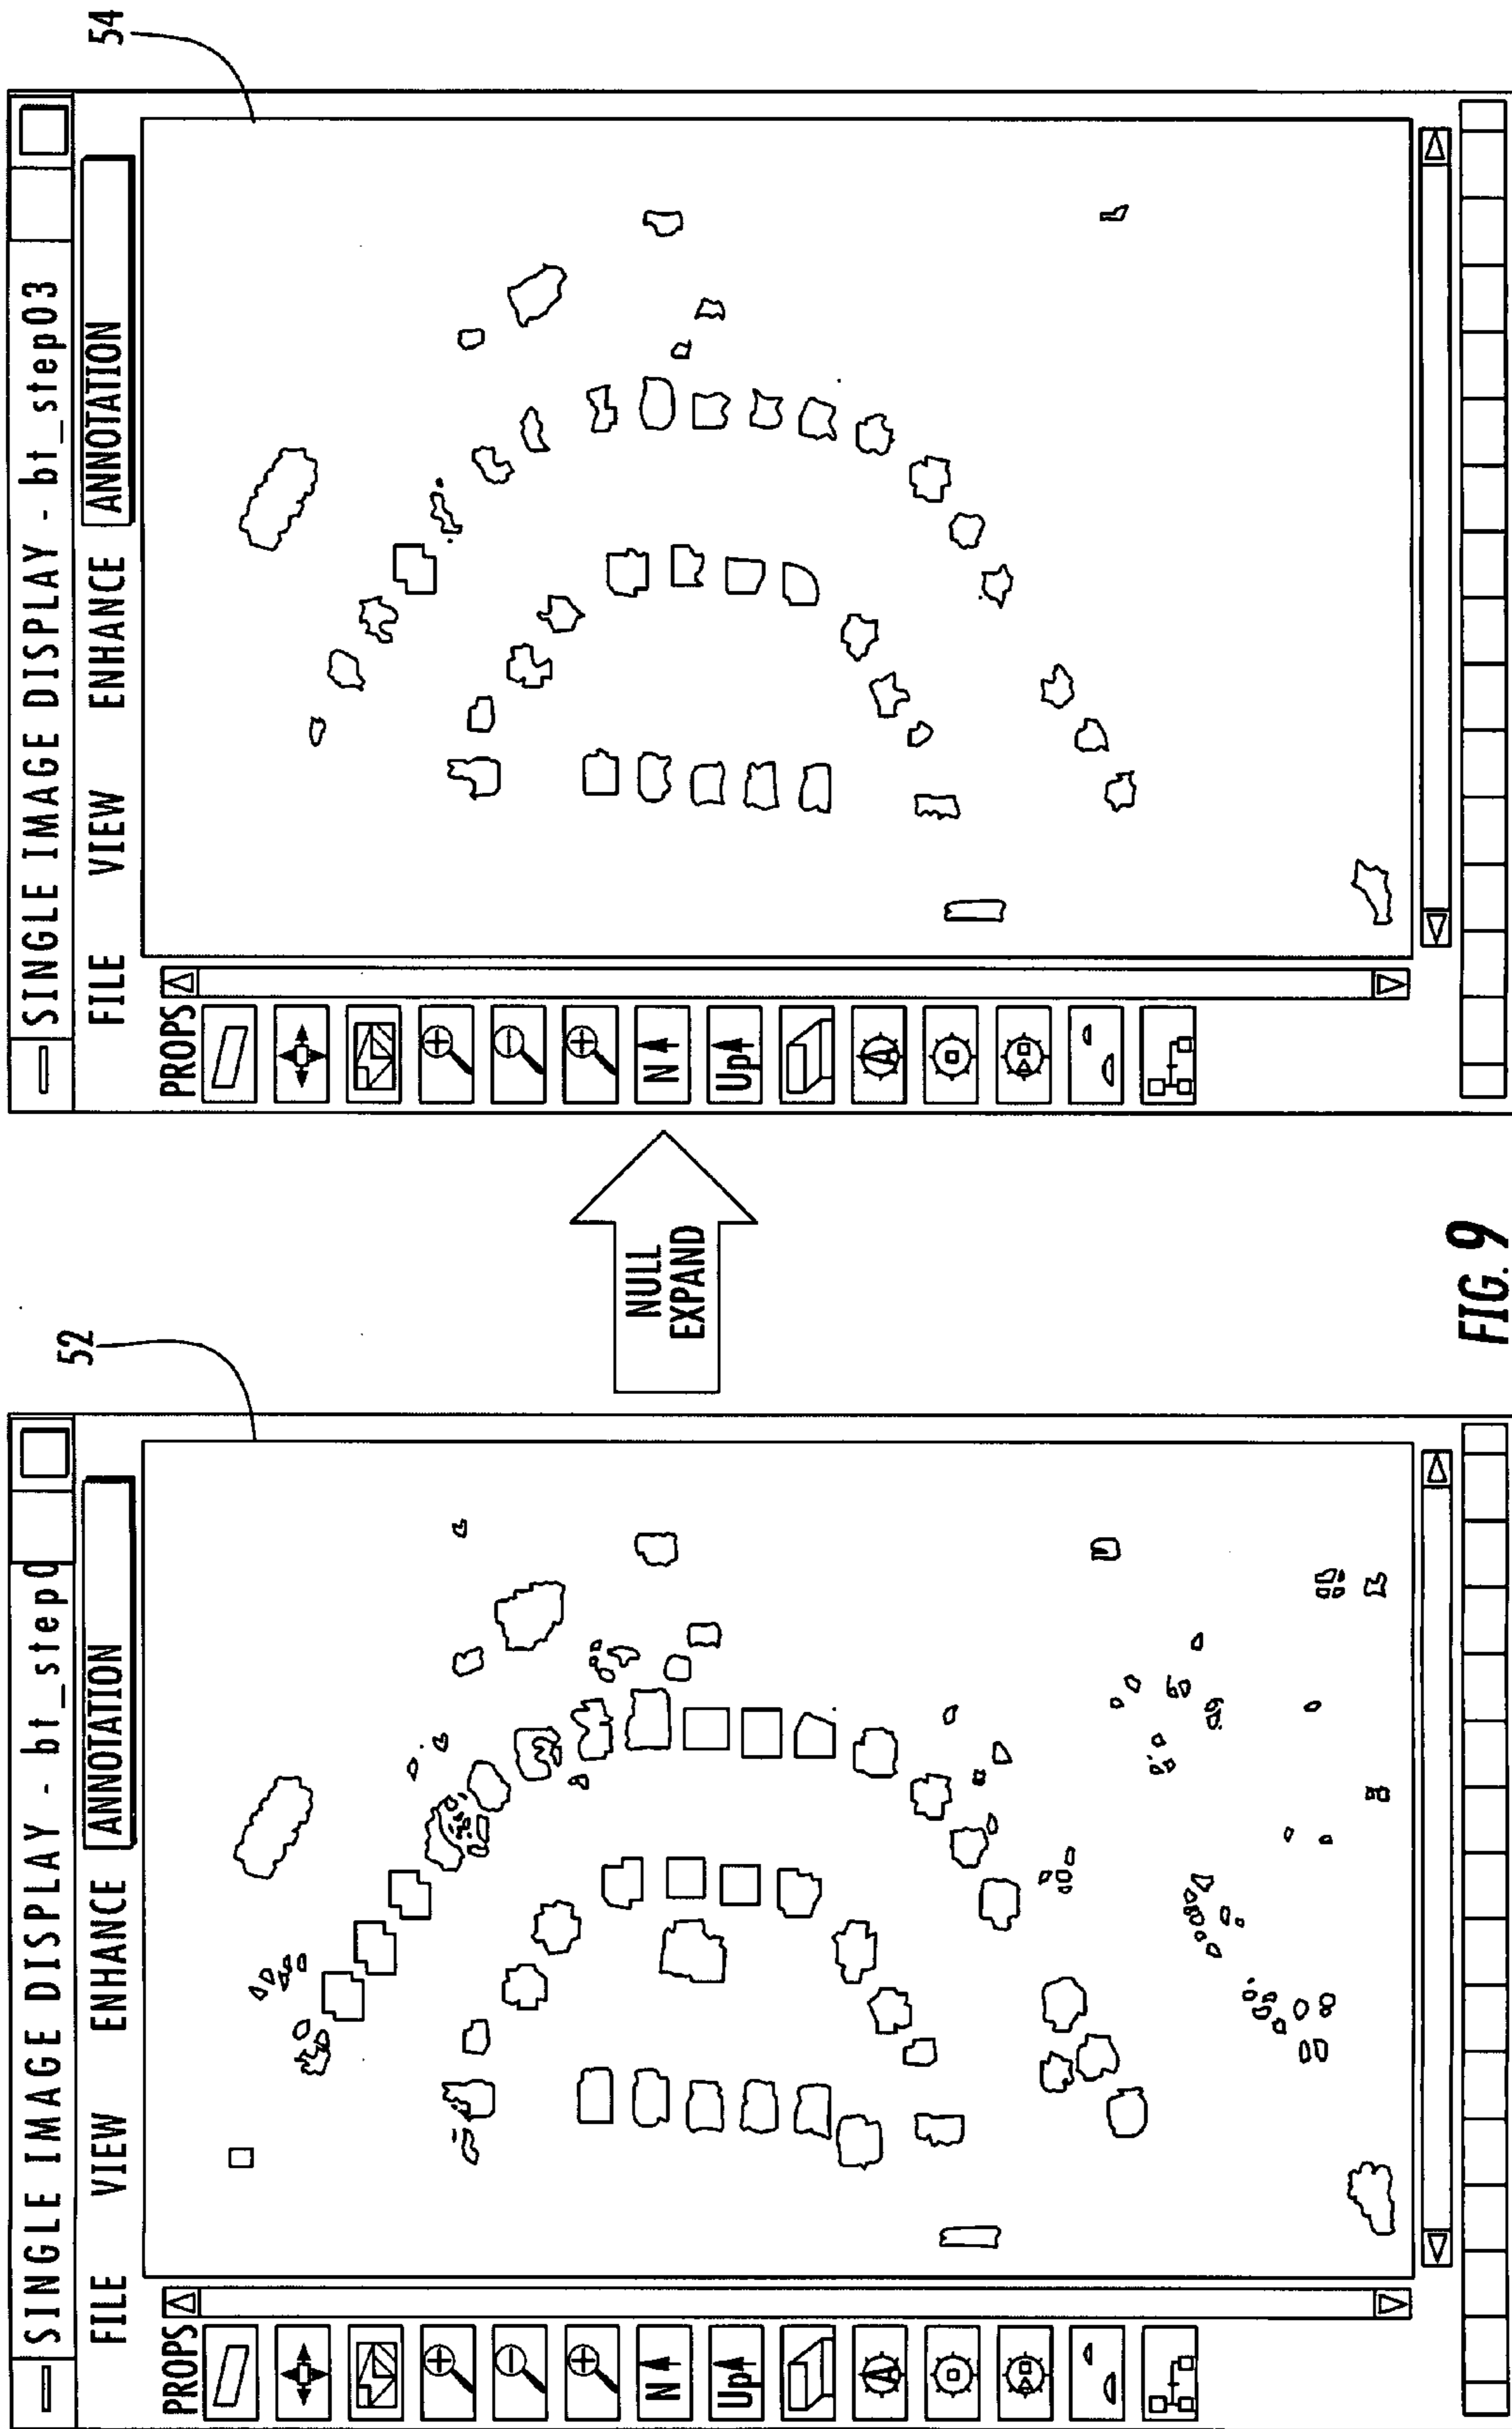 52
SINGLE IMAGE DISPLAY - bt_step0
FILE VIEW ENHANCE ANNOTATION
PROPS
N
Up
NULL
EXPAND
54
SINGLE IMAGE DISPLAY - bt_step03
FILE VIEW ENHANCE ANNOTATION
PROPS
N
Up
FIG. 9